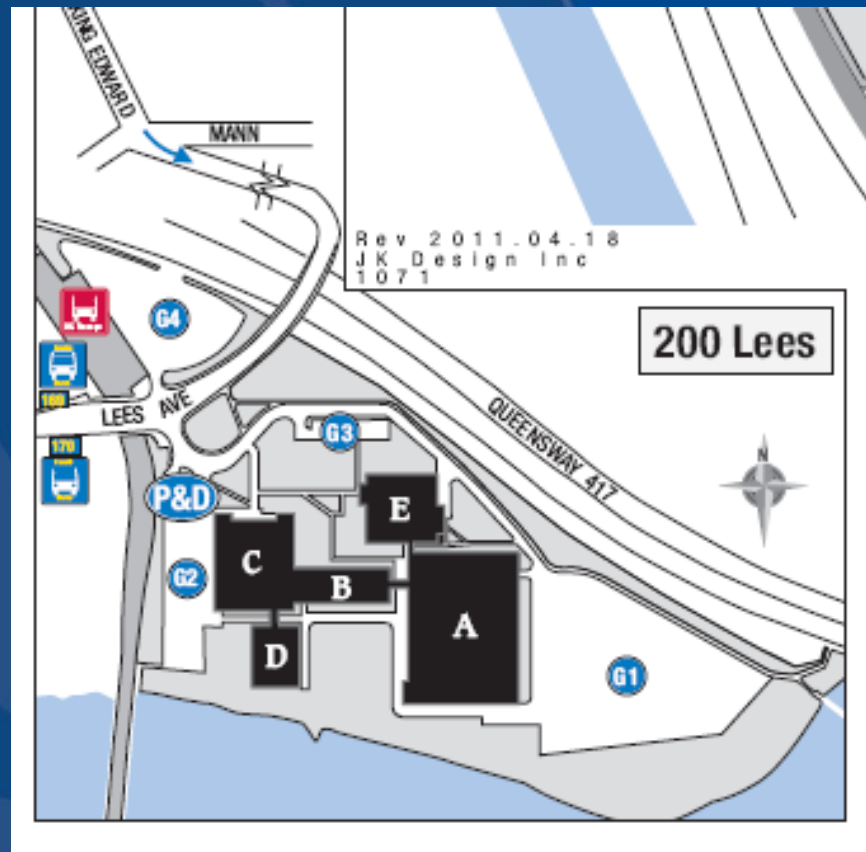 KING EDWARD
MANN
Rev 2011.04.18
JK Design Inc
1071
200 Lees
G4
169
LEES AVE
170
QUEENSWAY 417
N
G3
P&D
E
C
B
G2
A
D
G1